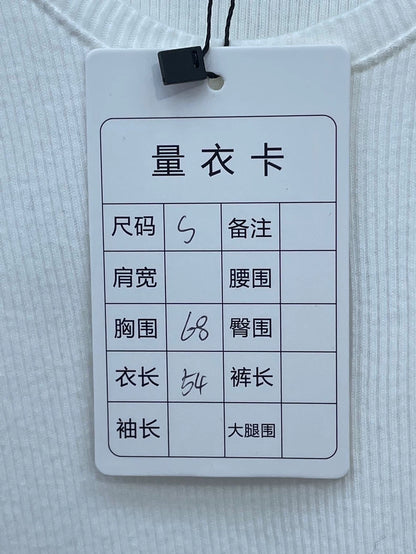 量衣卡
尺码 S 备注
肩宽 腰围
胸围 68 臀围
衣长 54 裤长
袖长 大腿围